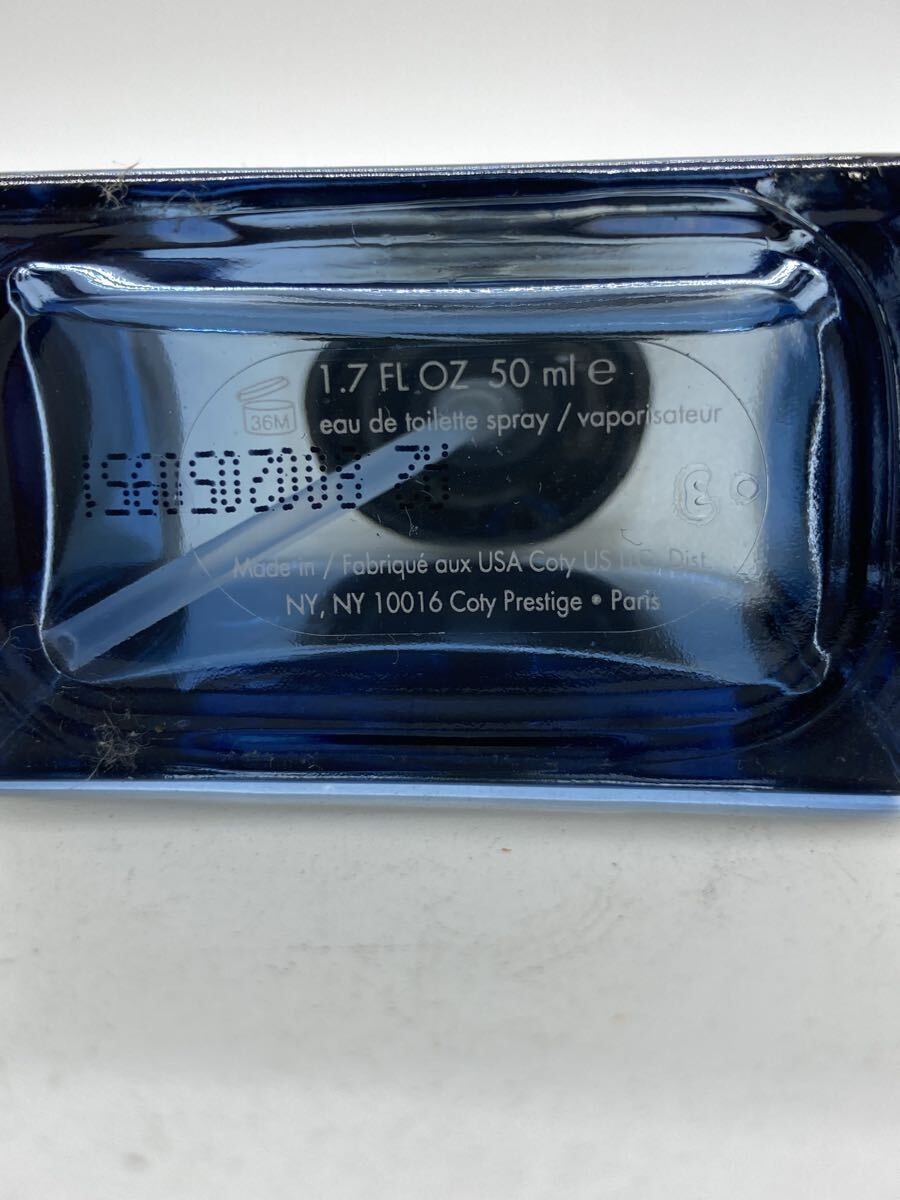 1.7 FL OZ 50 ml e
36M
eau de toilette spray / vaporisateur
Made in / Fabriqué aux USA Coty US LLC, Dist.
NY, NY 10016 Coty Prestige • Paris